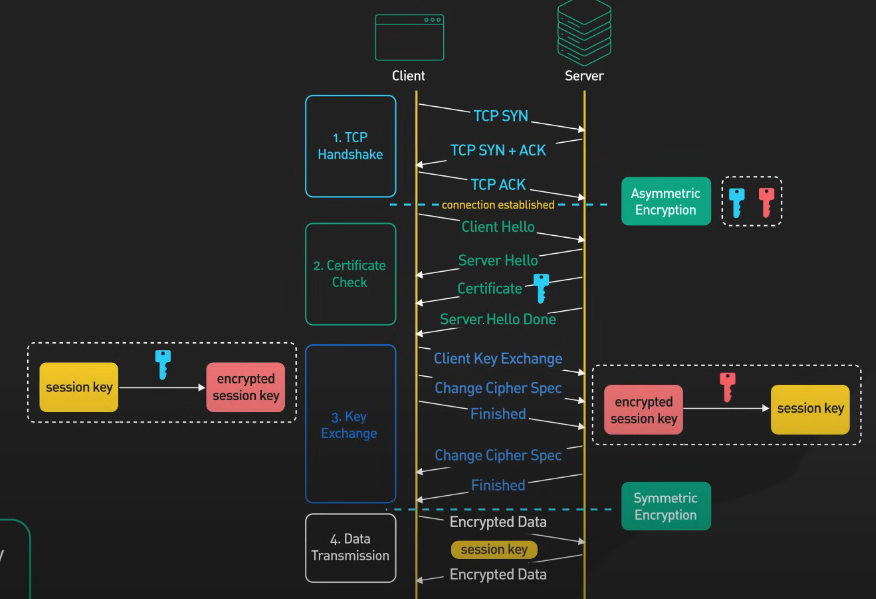 Client
Server
1. TCP
Handshake
TCP SYN
TCP SYN + ACK
TCP ACK
connection established
Asymmetric
Encryption
2. Certificate
Check
Client Hello
Server Hello
Certificate
Server.Hello Done
session key
encrypted
session key
3. Key
Exchange
Client Key Exchange
Change Cipher Spec
Finished
Change Cipher Spec
Finished
encrypted
session key
session key
Symmetric
Encryption
4. Data
Transmission
Encrypted Data
session key
Encrypted Data